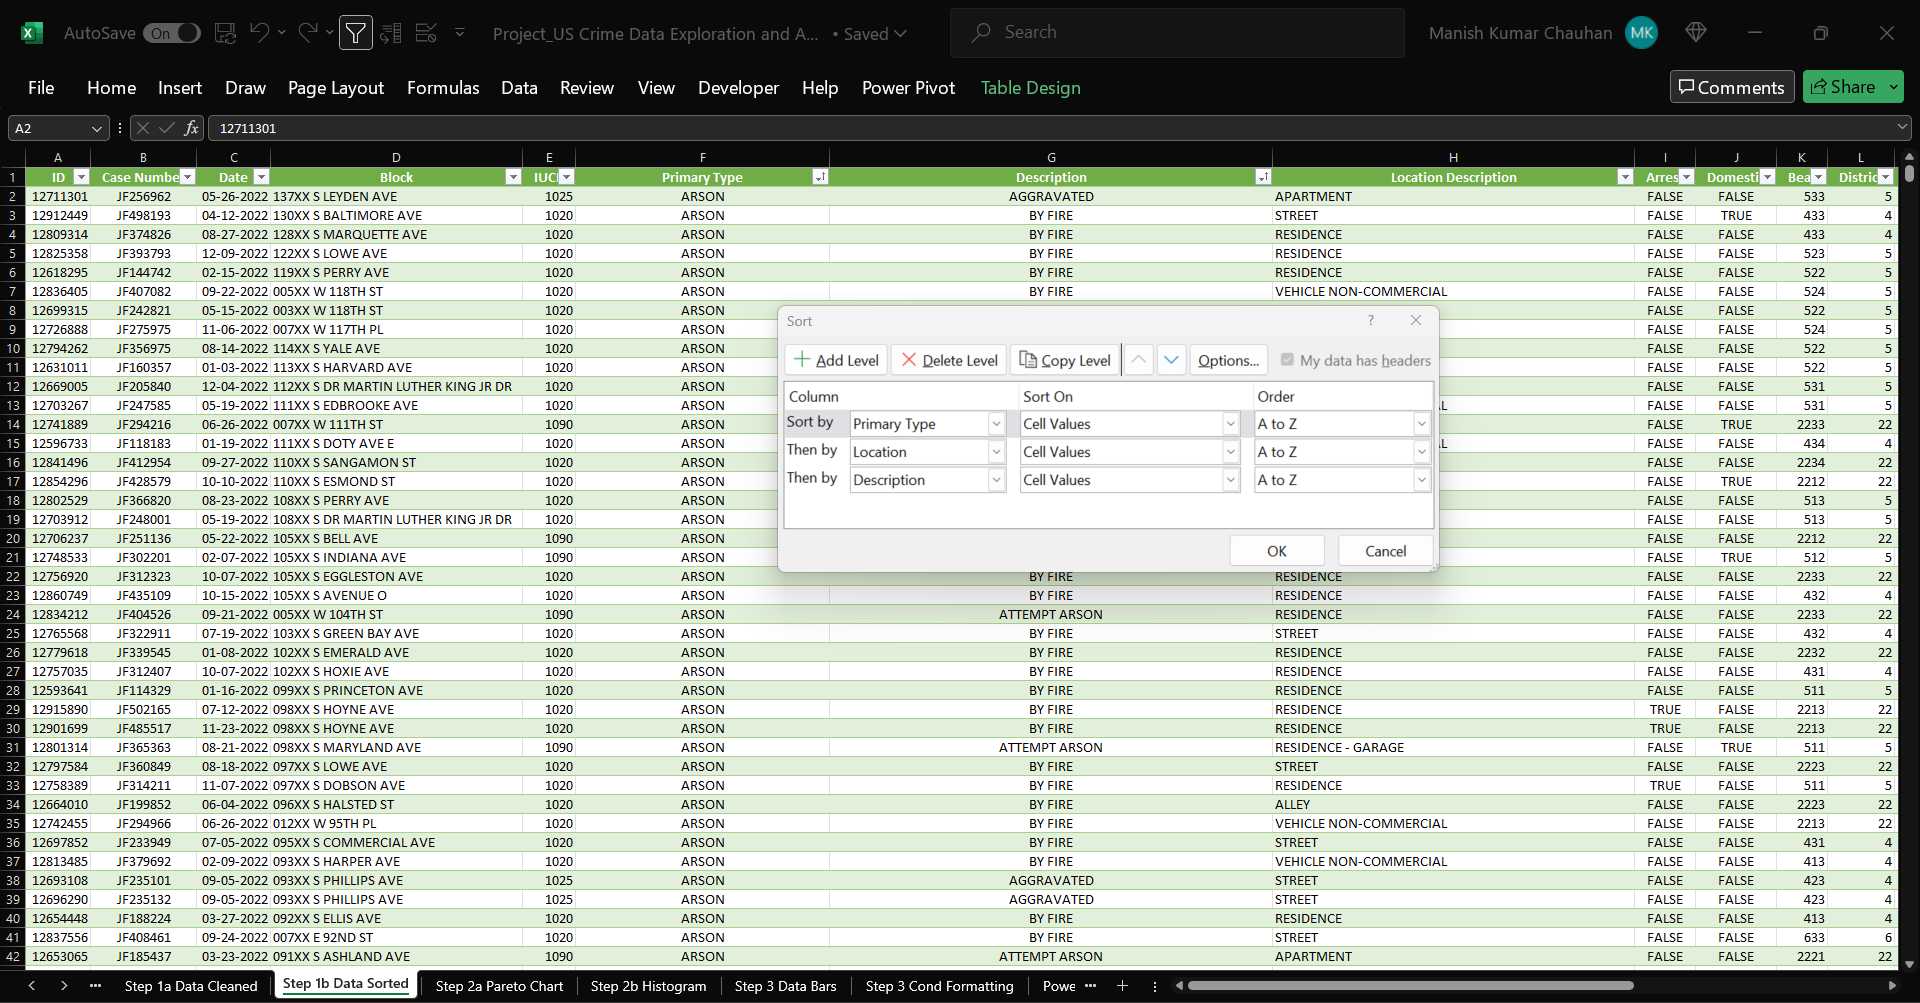 AutoSave On Project_US Crime Data Exploration and A... • Saved Search Manish Kumar Chauhan MK
File Home Insert Draw Page Layout Formulas Data Review View Developer Help Power Pivot Table Design Comments Share
A2 fx 12711301
A B C D E F G H I J K L
1 ID Case Numbe Date Block IUC Primary Type Description Location Description Arres Domesti Bea Distric
2 12711301 JF256962 05-26-2022 137XX S LEYDEN AVE 1025 ARSON AGGRAVATED APARTMENT FALSE FALSE 533 5
3 12912449 JF498193 04-12-2022 130XX S BALTIMORE AVE 1020 ARSON BY FIRE STREET FALSE TRUE 433 4
4 12809314 JF374826 08-27-2022 128XX S MARQUETTE AVE 1020 ARSON BY FIRE RESIDENCE FALSE FALSE 433 4
5 12825358 JF393793 12-09-2022 122XX S LOWE AVE 1020 ARSON BY FIRE RESIDENCE FALSE FALSE 523 5
6 12618295 JF144742 02-15-2022 119XX S PERRY AVE 1020 ARSON BY FIRE RESIDENCE FALSE FALSE 522 5
7 12836405 JF407082 09-22-2022 005XX W 118TH ST 1020 ARSON BY FIRE VEHICLE NON-COMMERCIAL FALSE FALSE 524 5
8 12699315 JF242821 05-15-2022 003XX W 118TH ST 1020 ARSON FALSE FALSE 522 5
9 12726888 JF275975 11-06-2022 007XX W 117TH PL 1020 ARSON FALSE FALSE 524 5
10 12794262 JF356975 08-14-2022 114XX S YALE AVE 1020 ARSON FALSE FALSE 522 5
11 12631011 JF160357 01-03-2022 113XX S HARVARD AVE 1020 ARSON FALSE FALSE 522 5
12 12669005 JF205840 12-04-2022 112XX S DR MARTIN LUTHER KING JR DR 1020 ARSON FALSE FALSE 531 5
13 12703267 JF247585 05-19-2022 111XX S EDBROOKE AVE 1020 ARSON L FALSE FALSE 531 5
14 12741889 JF294216 06-26-2022 007XX W 111TH ST 1090 ARSON FALSE TRUE 2233 22
15 12596733 JF118183 01-19-2022 111XX S DOTY AVE E 1020 ARSON L FALSE FALSE 434 4
16 12841496 JF412954 09-27-2022 110XX S SANGAMON ST 1020 ARSON FALSE FALSE 2234 22
17 12854296 JF428579 10-10-2022 110XX S ESMOND ST 1020 ARSON FALSE TRUE 2212 22
18 12802529 JF366820 08-23-2022 108XX S PERRY AVE 1020 ARSON FALSE FALSE 513 5
19 12703912 JF248001 05-19-2022 108XX S DR MARTIN LUTHER KING JR DR 1020 ARSON FALSE FALSE 513 5
20 12706237 JF251136 05-22-2022 105XX S BELL AVE 1090 ARSON FALSE FALSE 2212 22
21 12748533 JF302201 02-07-2022 105XX S INDIANA AVE 1090 ARSON FALSE TRUE 512 5
Sort ?
Add Level Delete Level Copy Level Options... My data has headers
Column Sort On Order
Sort by Primary Type Cell Values A to Z
Then by Location Cell Values A to Z
Then by Description Cell Values A to Z
OK Cancel
22 12756920 JF312323 10-07-2022 105XX S EGGLESTON AVE 1020 ARSON BY FIRE RESIDENCE FALSE FALSE 2233 22
23 12860749 JF435109 10-15-2022 105XX S AVENUE O 1020 ARSON BY FIRE RESIDENCE FALSE FALSE 432 4
24 12834212 JF404526 09-21-2022 005XX W 104TH ST 1090 ARSON ATTEMPT ARSON RESIDENCE FALSE FALSE 2233 22
25 12765568 JF322911 07-19-2022 103XX S GREEN BAY AVE 1020 ARSON BY FIRE STREET FALSE FALSE 432 4
26 12779618 JF339545 01-08-2022 102XX S EMERALD AVE 1020 ARSON BY FIRE RESIDENCE FALSE FALSE 2232 22
27 12757035 JF312407 10-07-2022 102XX S HOXIE AVE 1020 ARSON BY FIRE RESIDENCE FALSE FALSE 431 4
28 12593641 JF114329 01-16-2022 099XX S PRINCETON AVE 1020 ARSON BY FIRE RESIDENCE FALSE FALSE 511 5
29 12915890 JF502165 07-12-2022 098XX S HOYNE AVE 1020 ARSON BY FIRE RESIDENCE TRUE FALSE 2213 22
30 12901699 JF485517 11-23-2022 098XX S HOYNE AVE 1020 ARSON BY FIRE RESIDENCE TRUE FALSE 2213 22
31 12801314 JF365363 08-21-2022 098XX S MARYLAND AVE 1090 ARSON ATTEMPT ARSON RESIDENCE - GARAGE FALSE TRUE 511 5
32 12797584 JF360849 08-18-2022 097XX S LOWE AVE 1020 ARSON BY FIRE STREET FALSE FALSE 2223 22
33 12758389 JF314211 11-07-2022 097XX S DOBSON AVE 1020 ARSON BY FIRE RESIDENCE TRUE FALSE 511 5
34 12664010 JF199852 06-04-2022 096XX S HALSTED ST 1020 ARSON BY FIRE ALLEY FALSE FALSE 2223 22
35 12742455 JF294966 06-26-2022 012XX W 95TH PL 1020 ARSON BY FIRE VEHICLE NON-COMMERCIAL FALSE FALSE 2213 22
36 12697852 JF233949 07-05-2022 095XX S COMMERCIAL AVE 1020 ARSON BY FIRE STREET FALSE FALSE 431 4
37 12813485 JF379692 02-09-2022 093XX S HARPER AVE 1020 ARSON BY FIRE VEHICLE NON-COMMERCIAL FALSE FALSE 413 4
38 12693108 JF235101 09-05-2022 093XX S PHILLIPS AVE 1025 ARSON AGGRAVATED STREET FALSE FALSE 423 4
39 12696290 JF235132 09-05-2022 093XX S PHILLIPS AVE 1025 ARSON AGGRAVATED STREET FALSE FALSE 423 4
40 12654448 JF188224 03-27-2022 092XX S ELLIS AVE 1020 ARSON BY FIRE RESIDENCE FALSE FALSE 413 4
41 12837556 JF408461 09-24-2022 007XX E 92ND ST 1020 ARSON BY FIRE STREET FALSE FALSE 633 6
42 12653065 JF185437 03-23-2022 091XX S ASHLAND AVE 1090 ARSON ATTEMPT ARSON APARTMENT FALSE FALSE 2221 22
Step 1a Data Cleaned Step 1b Data Sorted Step 2a Pareto Chart Step 2b Histogram Step 3 Data Bars Step 3 Cond Formatting Powe